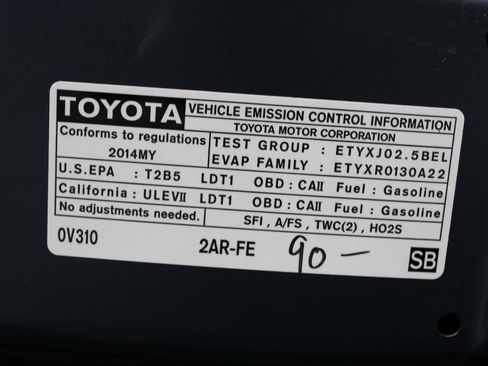 TOYOTA VEHICLE EMISSION CONTROL INFORMATION
TOYOTA MOTOR CORPORATION
Conforms to regulations
2014MY
TEST GROUP : ETYXJ02.5BEL
EVAP FAMILY : ETYXR0130A22
U.S.EPA : T2B5 LDT1 OBD : CAII Fuel : Gasoline
California : ULEVII LDT1 OBD : CAII Fuel : Gasoline
No adjustments needed. SFI , A/FS , TWC(2) , HO2S
0V310 2AR-FE 90 – SB